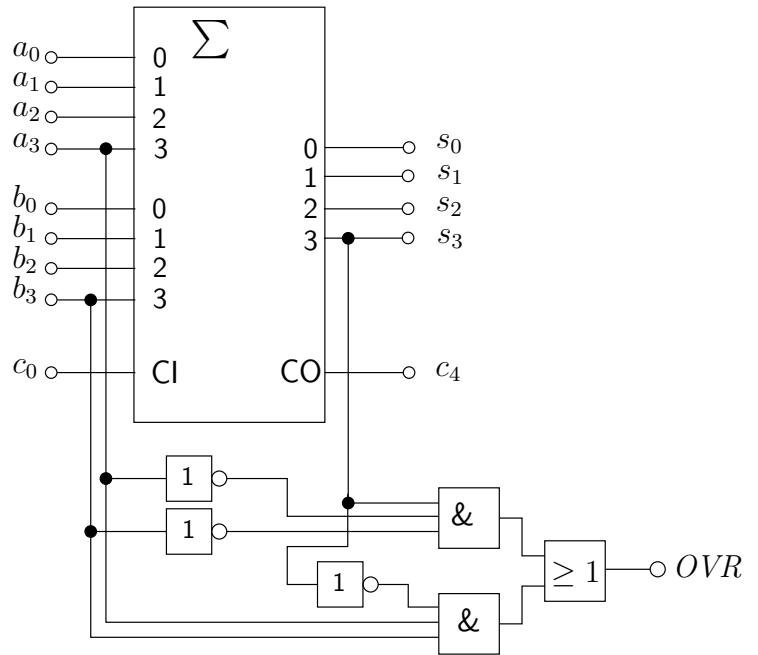 ∑
a₀ 0
a₁ 1
a₂ 2
a₃ 3 0 s₀
1 s₁
b₀ 0 2 s₂
b₁ 1 3 s₃
b₂ 2
b₃ 3
c₀ CI CO c₄
1
&
1
≥ 1 OVR
1
&